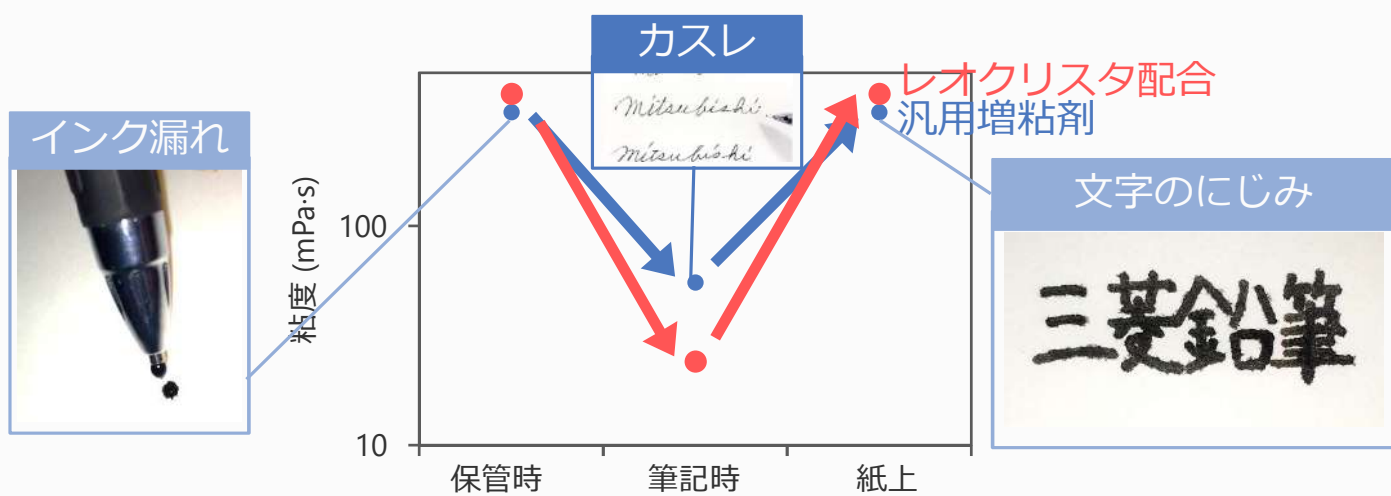 カスレ
Mitsubishi
Mitsubishi
レオクリスタ配合
汎用増粘剤
インク漏れ
文字のにじみ
三菱鉛筆
粘度 (mPa·s)
100
10
保管時
筆記時
紙上